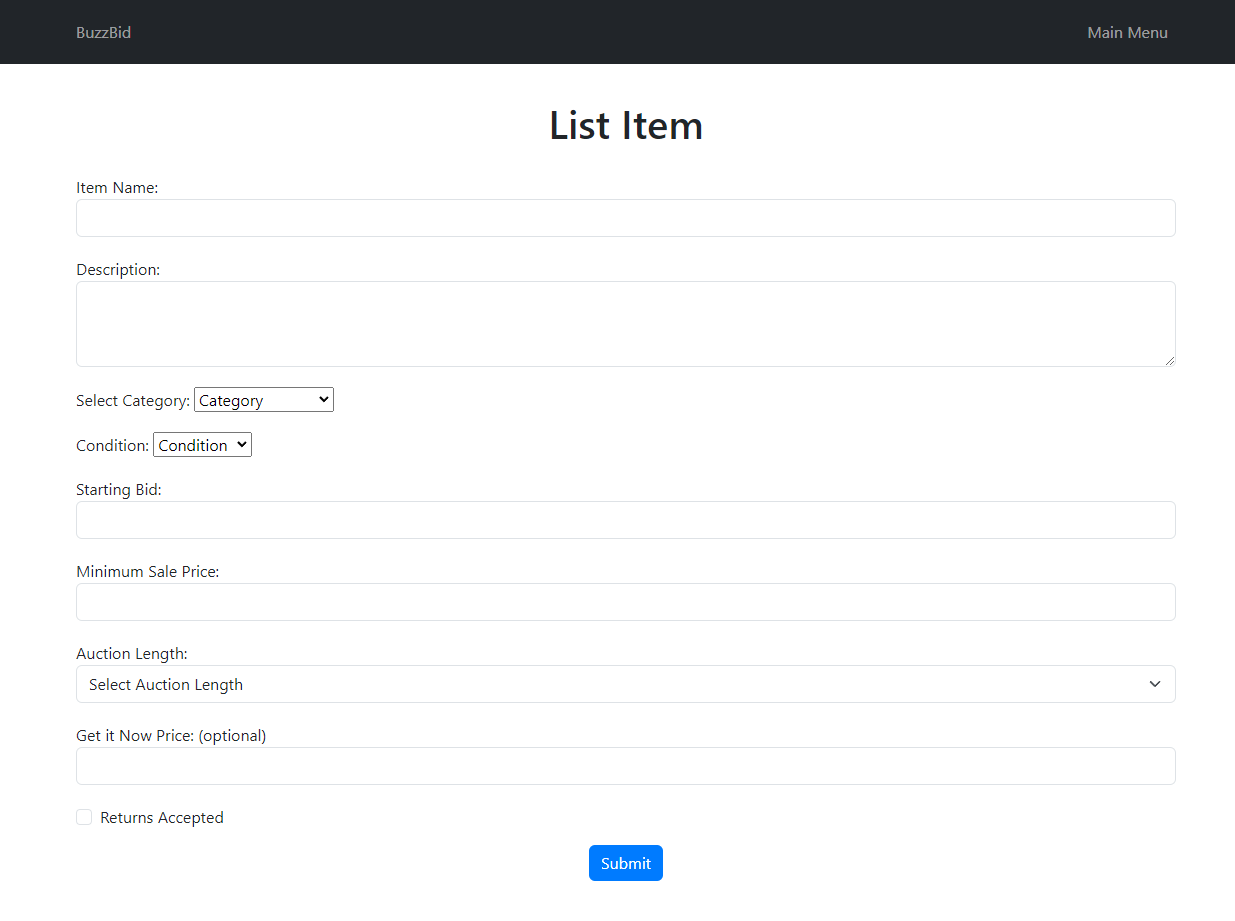 BuzzBid Main Menu
List Item
Item Name:
Description:
Select Category: Category
Condition: Condition
Starting Bid:
Minimum Sale Price:
Auction Length:
Select Auction Length
Get it Now Price: (optional)
Returns Accepted
Submit